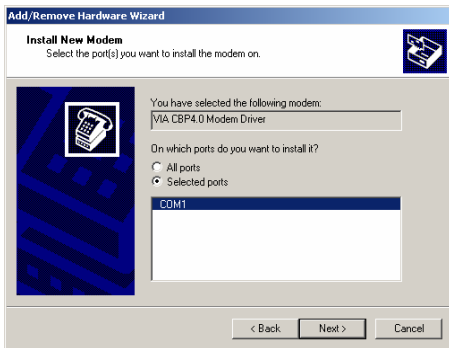 Add/Remove Hardware Wizard
Install New Modem
Select the port(s) you want to install the modem on.
You have selected the following modem:
VIA CBP4.0 Modem Driver
On which ports do you want to install it?
All ports
Selected ports
COM1
< Back
Next >
Cancel